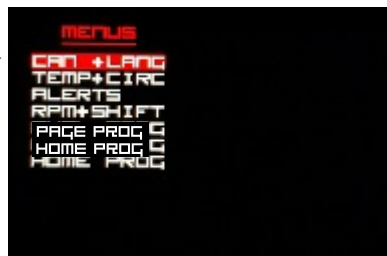 MENUS
CAN +LANG
TEMP+CIRC
ALERTS
RPM+SHIFT
PAGE PROG
HOME PROG
HOME PROG